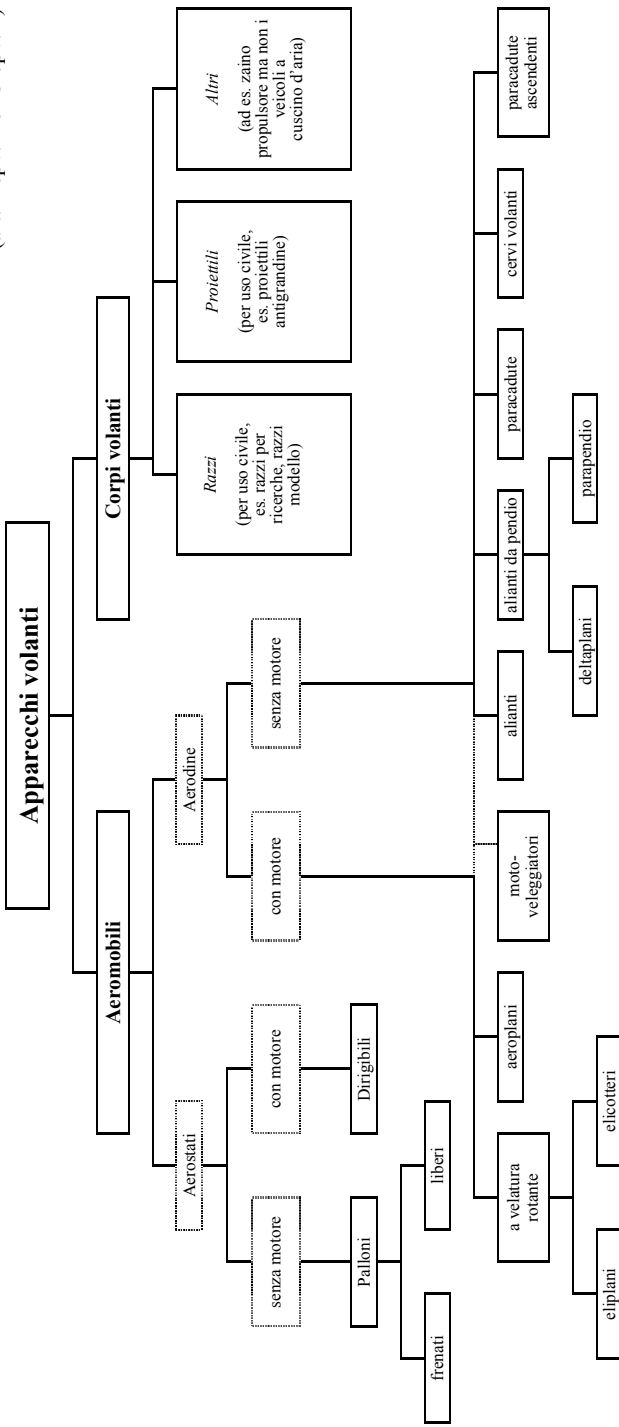 Apparecchi volanti
Aeromobili
Corpi volanti
Aerostati
Aerodine
Razzi
(per uso civile,
es. razzi per
ricerche, razzi
modello)
Proiettili
(per uso civile,
es. proiettili
antigrandine)
Altri
(ad es. zaino
propulsore ma non i
veicoli a
cuscino d'aria)
senza motore
con motore
con motore
senza motore
Palloni
Dirigibili
frenati
liberi
a velatura
rotante
aeroplani
moto-
veleggiatori
alianti
alianti da pendio
paracadute
cervi volanti
paracadute
ascendenti
eliplani
elicotteri
deltaplani
parapendio